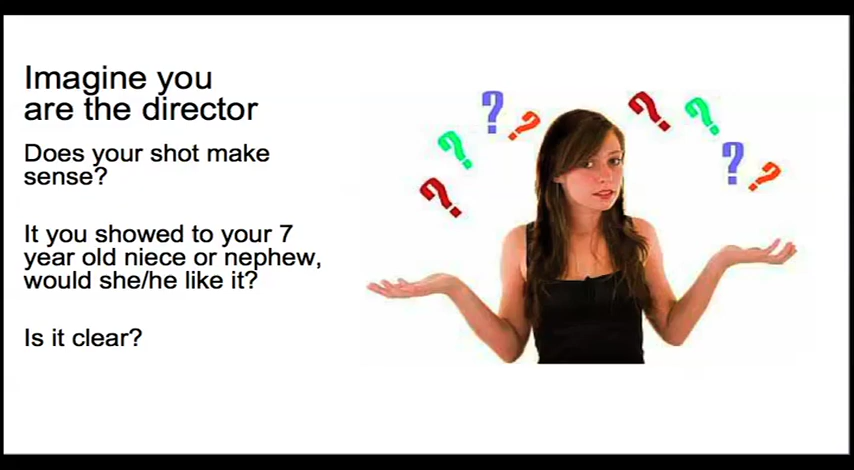 Imagine you
are the director
Does your shot make
sense?
It you showed to your 7
year old niece or nephew,
would she/he like it?
Is it clear?
? ? ? ? ? ? ? ?